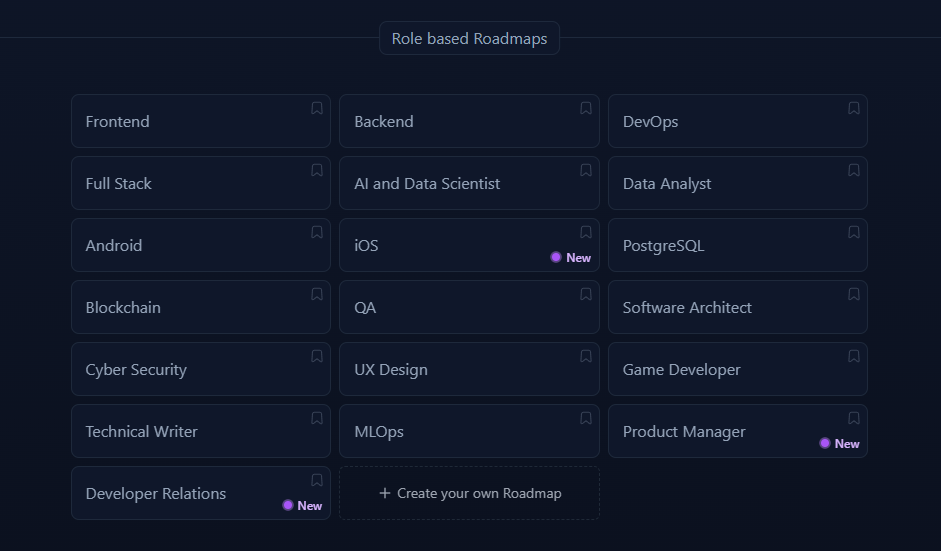 Role based Roadmaps
Frontend
Backend
DevOps
Full Stack
AI and Data Scientist
Data Analyst
Android
iOS
New
PostgreSQL
Blockchain
QA
Software Architect
Cyber Security
UX Design
Game Developer
Technical Writer
MLOps
Product Manager
New
Developer Relations
New
+ Create your own Roadmap